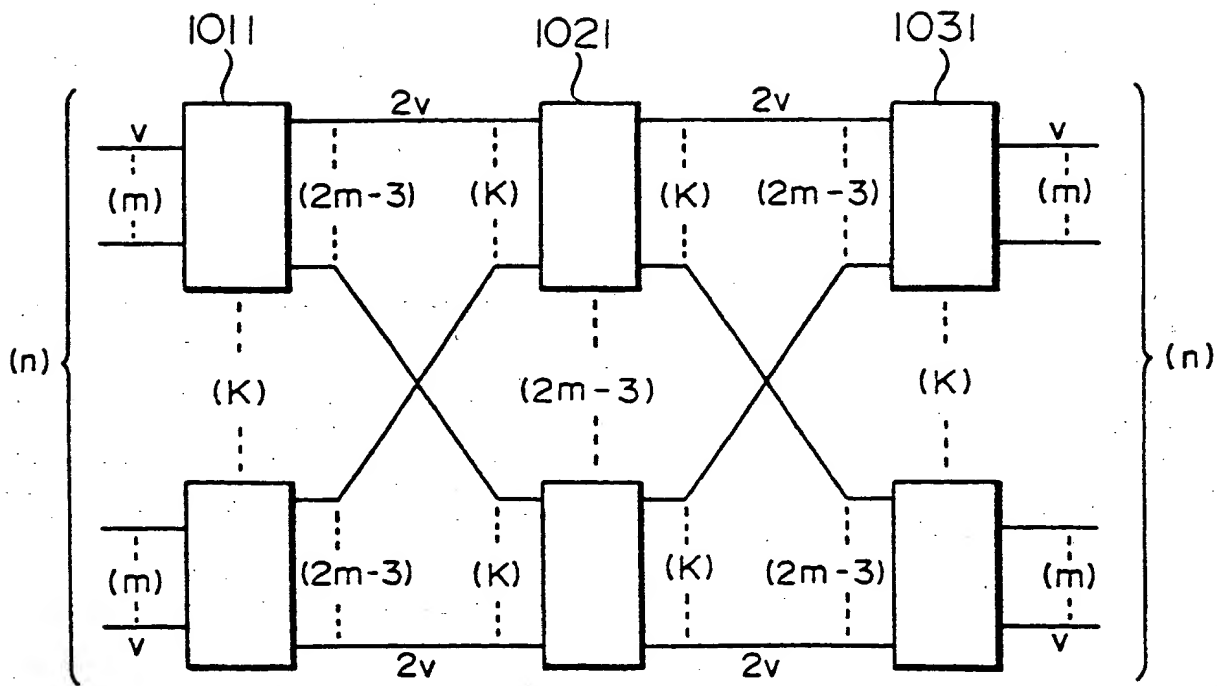 1011 1021 1031
2v 2v
v v
(m) (2m-3) (K) (K) (2m-3) (m)
(n) (n)
(K) (2m-3) (K)
(m) (2m-3) (K) (K) (2m-3) (m)
v v
2v 2v